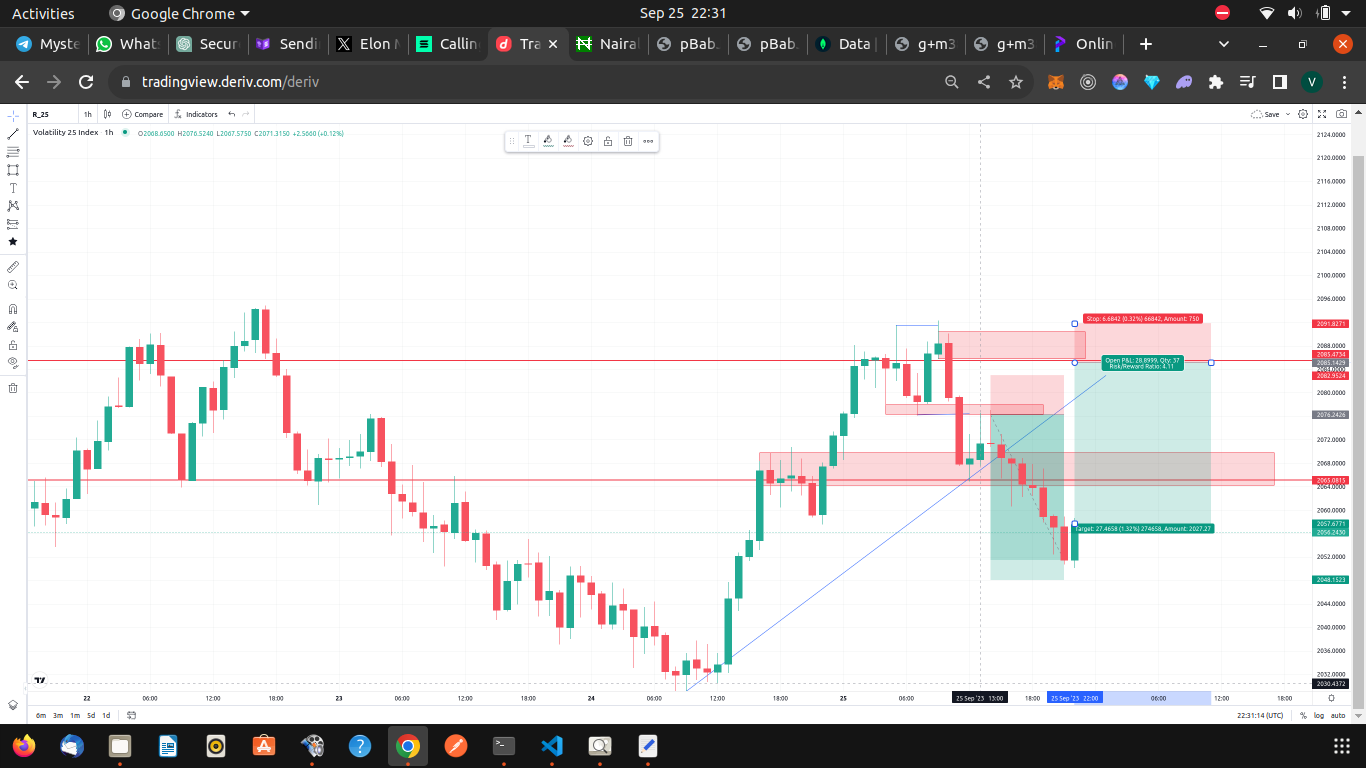 Activities
Google Chrome
Sep 25 22:31
Myste
Whats
Secure
Sendi
Elon M
Calling
Tra
Nairal
pBab.
pBab.
Data
g+m3
g+m3
Onlin
tradingview.deriv.com/deriv
V
R_25
1h
Compare
Indicators
Save
Volatility 25 Index · 1h
O2068.6500 H2076.5240 L2067.5750 C2071.3150 +2.5660 (+0.12%)
2124.0000
2120.0000
2116.0000
2112.0000
2108.0000
2104.0000
2100.0000
2096.0000
2091.8271
2088.0000
2085.4734
2085.1429
2084.0000
2082.9524
2080.0000
2076.2426
2072.0000
2068.0000
2065.0815
2064.0000
2060.0000
2057.6771
2056.2430
2052.0000
2048.1523
2044.0000
2040.0000
2036.0000
2032.0000
2030.4372
Stop: 6.6842 (0.32%) 66842, Amount: 750
Open P&L: 28.8999, Qty: 37
Risk/Reward Ratio: 4.11
Target: 27.4658 (1.32%) 274658, Amount: 2027.27
22
06:00
12:00
18:00
23
06:00
12:00
18:00
24
06:00
12:00
18:00
25
06:00
25 Sep '23 13:00
18:00
25 Sep '23 22:00
06:00
12:00
18:00
6m
3m
1m
5d
1d
22:31:14 (UTC)
%
log
auto